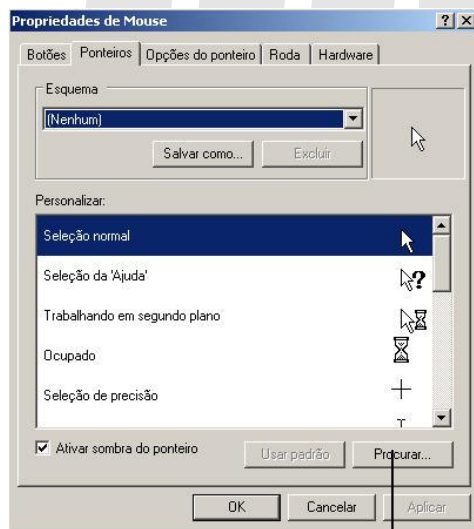 Propriedades de Mouse
Botões Ponteiros Opções do ponteiro Roda Hardware
Esquema
(Nenhum)
Salvar como... Excluir
Personalizar:
Seleção normal
Seleção da 'Ajuda'
Trabalhando em segundo plano
Ocupado
Seleção de precisão
Ativar sombra do ponteiro Usar padrão Procurar...
OK Cancelar Aplicar